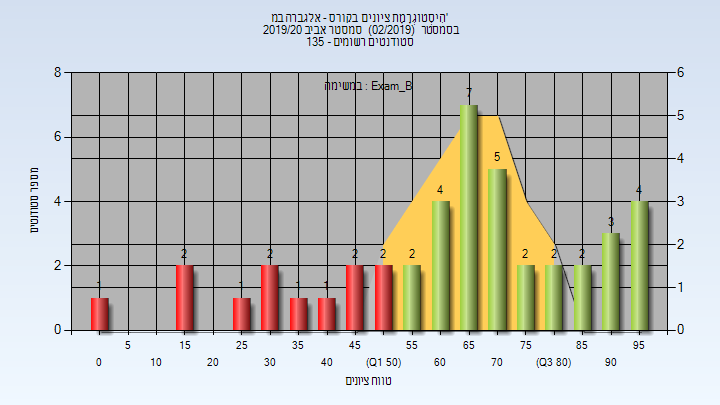 היסטוגרמת ציונים בקורס - אלגברה במ'
בסמסטר (02/2019) סמסטר אביב 2019/20
סטודנטים רשומים - 135
במשימה : Exam_B
8 6
5
6
4
4 3
2
2
1
0 0
1 2 1 2 1 1 2 2 2 4 7 5 2 2 2 3 4
5 15 25 35 45 55 65 75 85 95
0 10 20 30 40 (Q1 50) 60 70 (Q3 80) 90
טווח ציונים
מספר סטודנטים